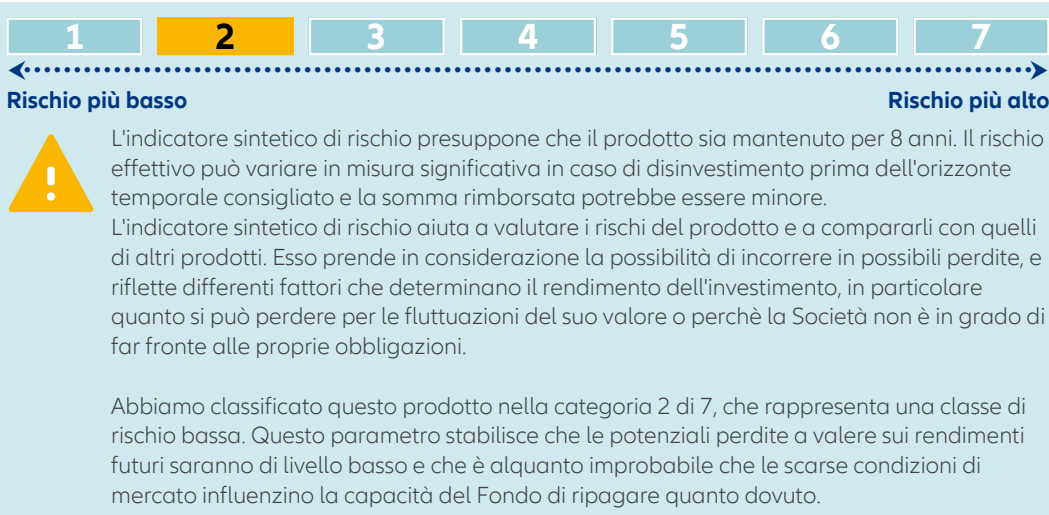 1 2 3 4 5 6 7
Rischio più basso Rischio più alto
L'indicatore sintetico di rischio presuppone che il prodotto sia mantenuto per 8 anni. Il rischio
effettivo può variare in misura significativa in caso di disinvestimento prima dell'orizzonte
temporale consigliato e la somma rimborsata potrebbe essere minore.
L'indicatore sintetico di rischio aiuta a valutare i rischi del prodotto e a compararli con quelli
di altri prodotti. Esso prende in considerazione la possibilità di incorrere in possibili perdite, e
riflette differenti fattori che determinano il rendimento dell'investimento, in particolare
quanto si può perdere per le fluttuazioni del suo valore o perchè la Società non è in grado di
far fronte alle proprie obbligazioni.
Abbiamo classificato questo prodotto nella categoria 2 di 7, che rappresenta una classe di
rischio bassa. Questo parametro stabilisce che le potenziali perdite a valere sui rendimenti
futuri saranno di livello basso e che è alquanto improbabile che le scarse condizioni di
mercato influenzino la capacità del Fondo di ripagare quanto dovuto.